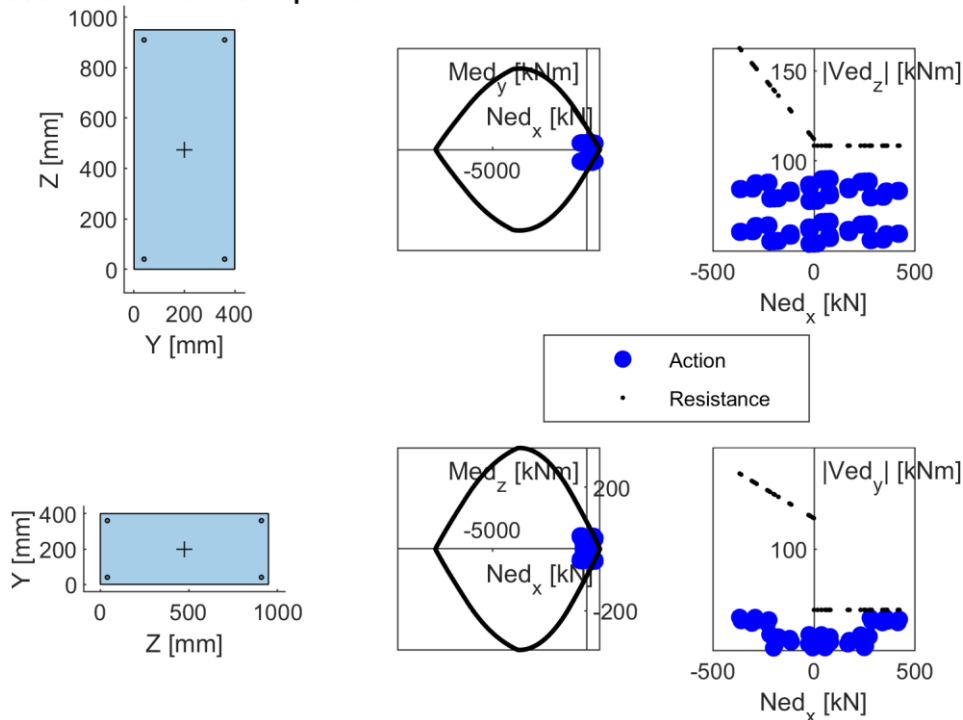 1000
800
600
400
200
0
Z [mm]
0 200 400
Y [mm]
Med_y [kNm]
Ned_x [kN]
-5000
|Ved_z| [kNm]
150
100
-500 0 500
Ned_x [kN]
Action
Resistance
400
200
0
Y [mm]
0 500 1000
Z [mm]
Med_z [kNm]
200
-5000
Ned_x [kN]
-200
|Ved_y| [kNm]
100
-500 0 500
Ned_x [kN]